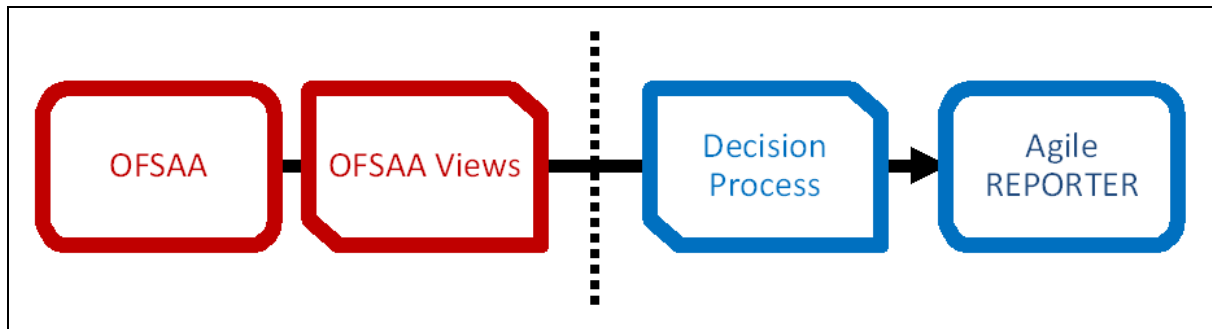 OFSAA
OFSAA Views
Decision
Process
Agile
REPORTER